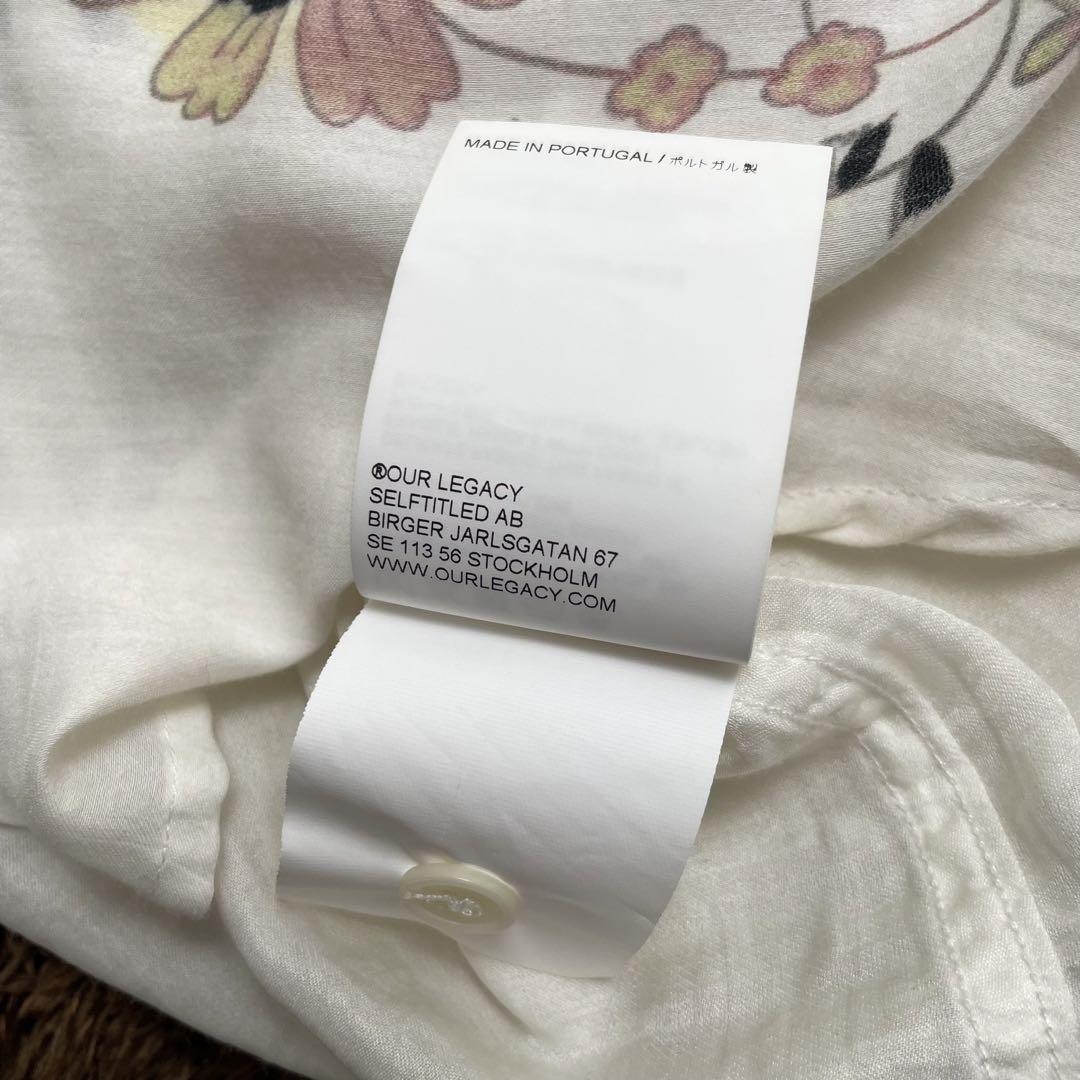 MADE IN PORTUGAL / ポルトガル製
®OUR LEGACY
SELFTITLED AB
BIRGER JARLSGATAN 67
SE 113 56 STOCKHOLM
WWW.OURLEGACY.COM